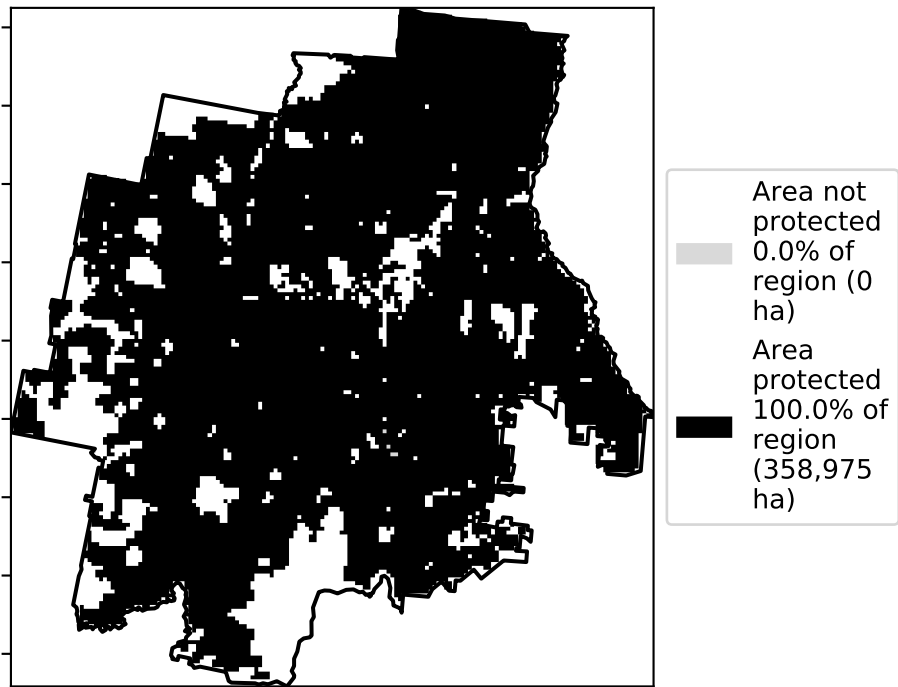 Area not
protected
0.0% of
region (0
ha)
Area
protected
100.0% of
region
(358,975
ha)